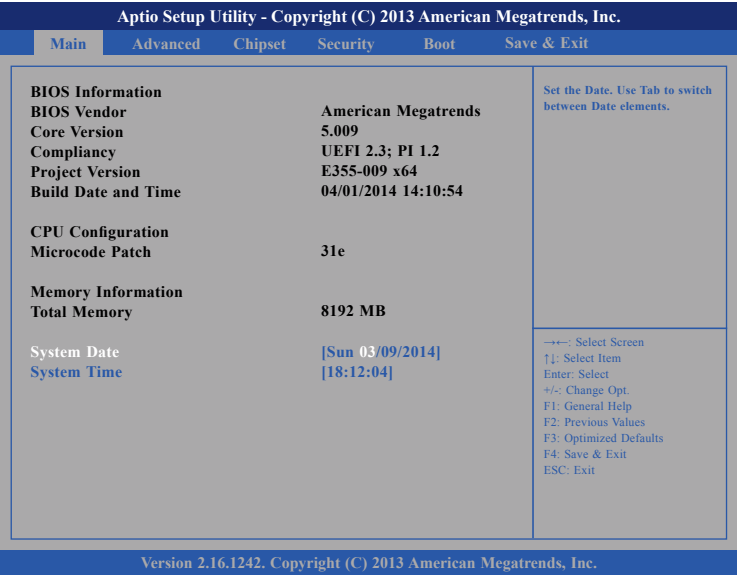 Aptio Setup Utility - Copyright (C) 2013 American Megatrends, Inc.
Main Advanced Chipset Security Boot Save & Exit
BIOS Information
BIOS Vendor American Megatrends
Core Version 5.009
Compliancy UEFI 2.3; PI 1.2
Project Version E355-009 x64
Build Date and Time 04/01/2014 14:10:54
CPU Configuration
Microcode Patch 31e
Memory Information
Total Memory 8192 MB
System Date [Sun 03/09/2014]
System Time [18:12:04]
Set the Date. Use Tab to switch
between Date elements.
→←: Select Screen
↑↓: Select Item
Enter: Select
+/-: Change Opt.
F1: General Help
F2: Previous Values
F3: Optimized Defaults
F4: Save & Exit
ESC: Exit
Version 2.16.1242. Copyright (C) 2013 American Megatrends, Inc.